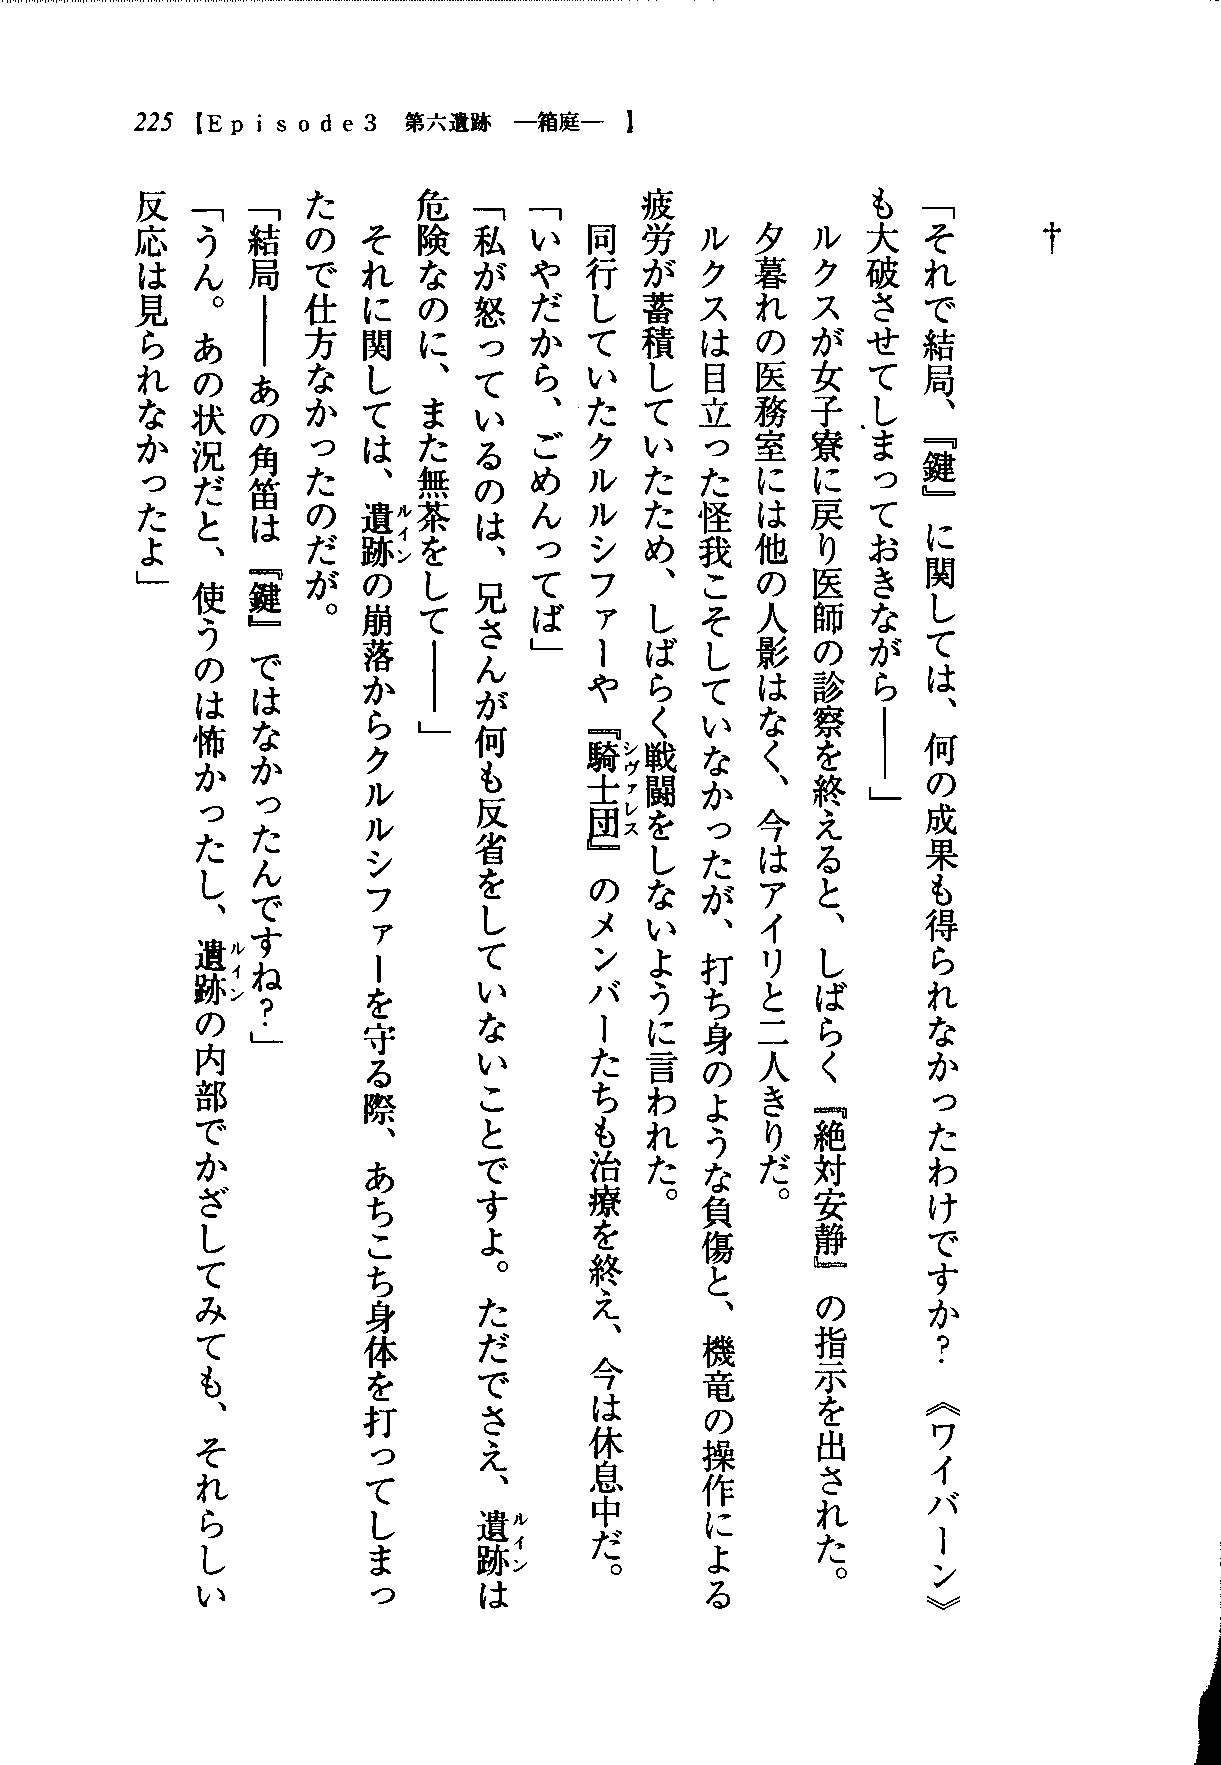 225 【Episode3　第六遺跡　―箱庭―　】
†
「それで結局、『鍵』に関しては、何の成果も得られなかったわけですか？　《ワイバーン》
も大破させてしまっておきながら――」
ルクスが女子寮に戻り医師の診察を終えると、しばらく『絶対安静』の指示を出された。
夕暮れの医務室には他の人影はなく、今はアイリと二人きりだ。
ルクスは目立った怪我こそしていなかったが、打ち身のような負傷と、機竜の操作による
疲労が蓄積していたため、しばらく戦闘をしないように言われた。
同行していたクルルシファーや『騎士団』のメンバーたちも治療を終え、今は休息中だ。
シヴァレス
「いやだから、ごめんってば」
「私が怒っているのは、兄さんが何も反省をしていないことですよ。ただでさえ、遺跡は
ルイン
危険なのに、また無茶をして――」
それに関しては、遺跡の崩落からクルルシファーを守る際、あちこち身体を打ってしまっ
ルイン
たので仕方なかったのだが。
「結局――あの角笛は『鍵』ではなかったんですね？」
「うん。あの状況だと、使うのは怖かったし、遺跡の内部でかざしてみても、それらしい
ルイン
反応は見られなかったよ」